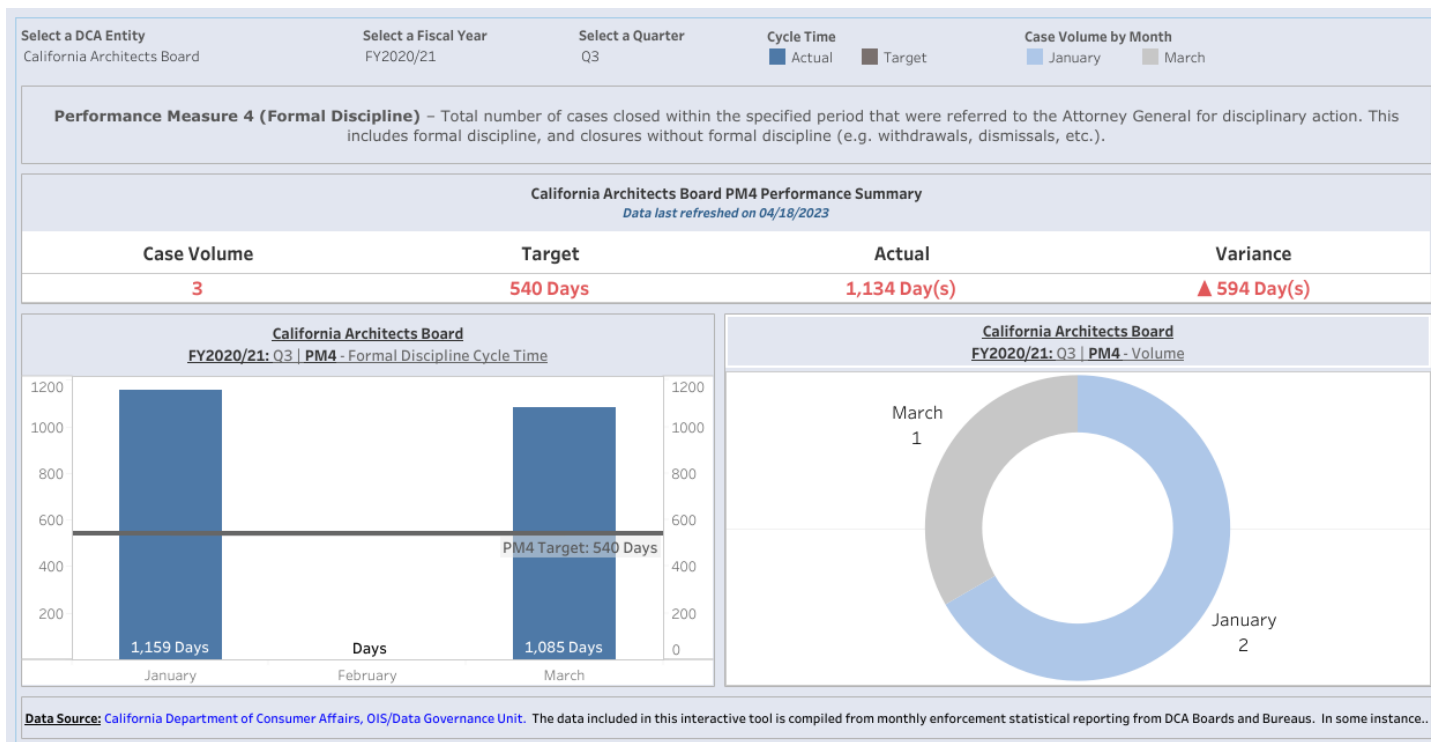 Select a DCA Entity
California Architects Board
Select a Fiscal Year
FY2020/21
Select a Quarter
Q3
Cycle Time
Actual
Target
Case Volume by Month
January
March
Performance Measure 4 (Formal Discipline) – Total number of cases closed within the specified period that were referred to the Attorney General for disciplinary action. This
includes formal discipline, and closures without formal discipline (e.g. withdrawals, dismissals, etc.).
California Architects Board PM4 Performance Summary
Data last refreshed on 04/18/2023
Case Volume Target Actual Variance
3 540 Days 1,134 Day(s) ▲ 594 Day(s)
California Architects Board
FY2020/21: Q3 | PM4 - Formal Discipline Cycle Time
1200 1200
1000 1000
800 800
600 600
PM4 Target: 540 Days
400 400
200 200
1,159 Days Days 1,085 Days 0
January February March
California Architects Board
FY2020/21: Q3 | PM4 - Volume
March
1
January
2
Data Source: California Department of Consumer Affairs, OIS/Data Governance Unit. The data included in this interactive tool is compiled from monthly enforcement statistical reporting from DCA Boards and Bureaus. In some instance..